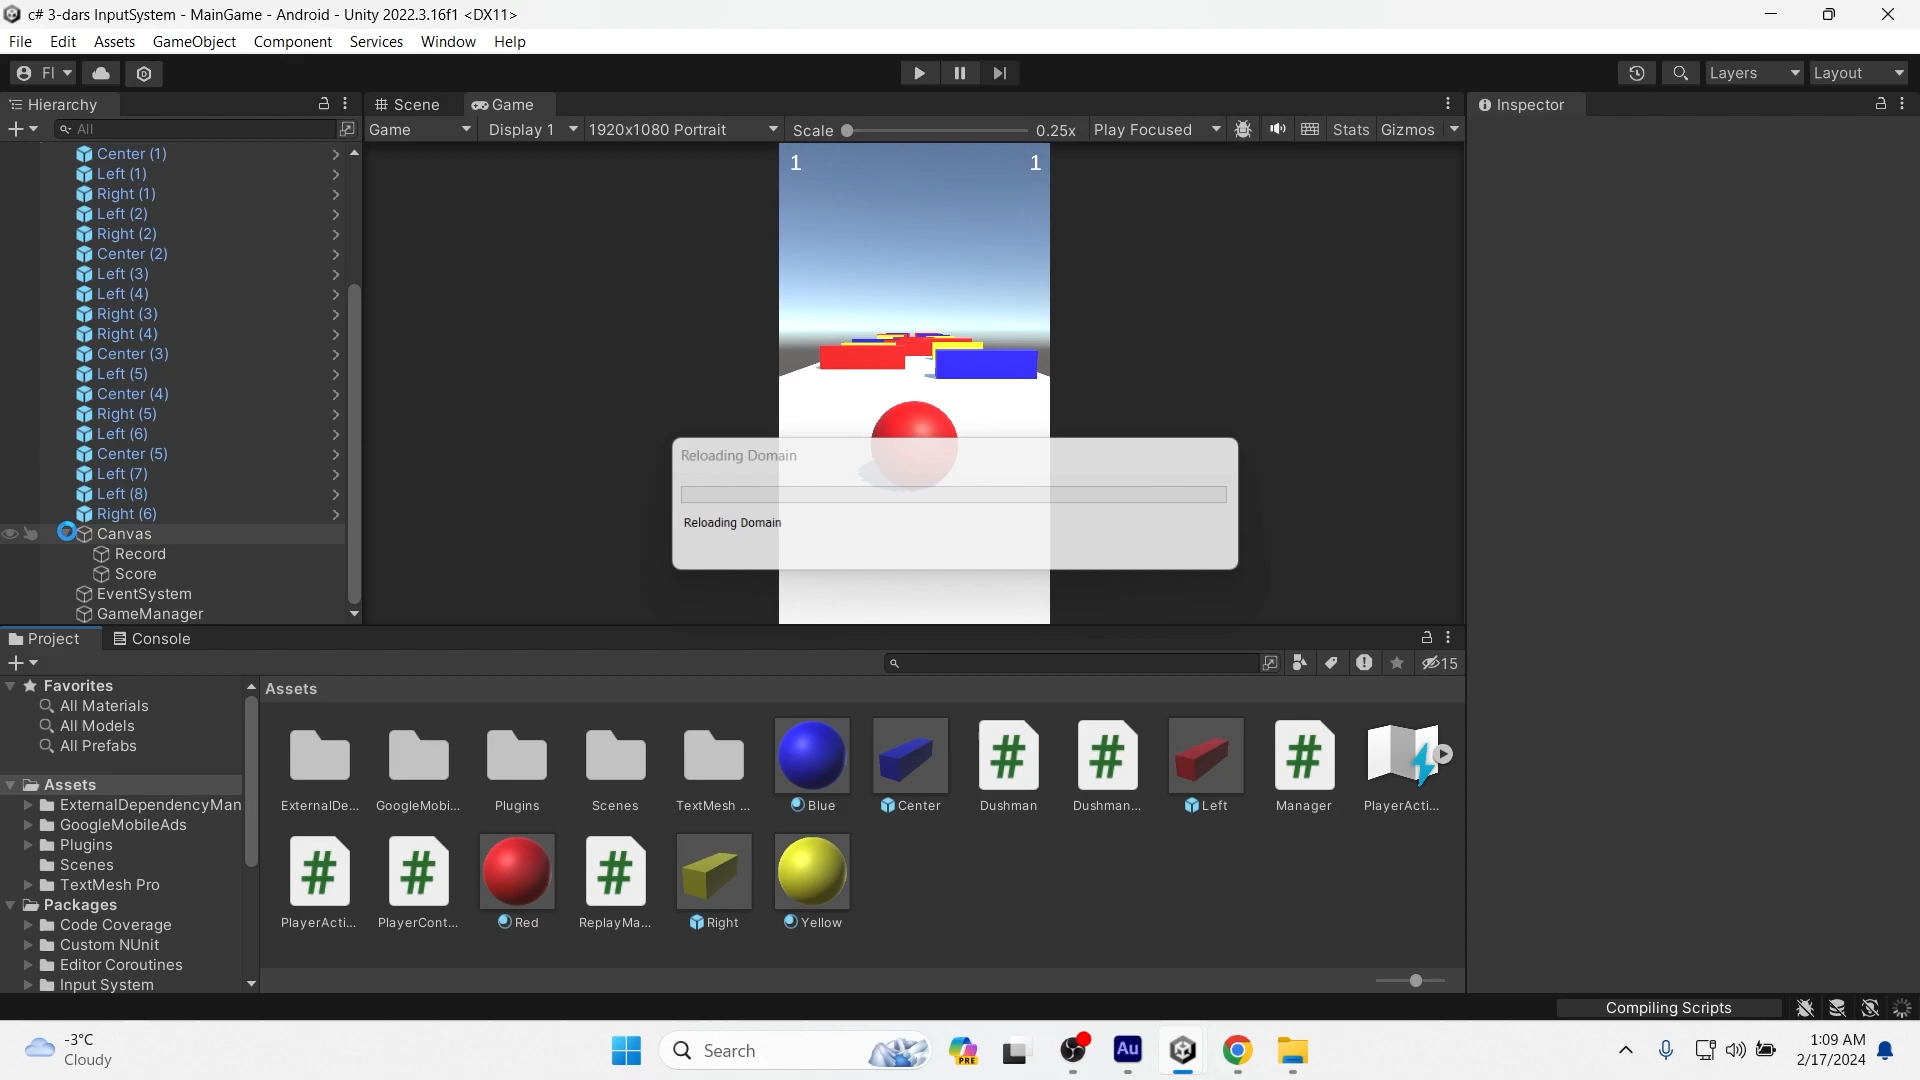 c# 3-dars InputSystem - MainGame - Android - Unity 2022.3.16f1 <DX11>
File Edit Assets GameObject Component Services Window Help
FI Layers Layout
Hierarchy Scene Game Inspector
All Game Display 1 1920x1080 Portrait Scale 0.25x Play Focused Stats Gizmos
Center (1)
Left (1)
Right (1)
Left (2)
Right (2)
Center (2)
Left (3)
Left (4)
Right (3)
Right (4)
Center (3)
Left (5)
Center (4)
Right (5)
Left (6)
Center (5)
Left (7)
Left (8)
Right (6)
Canvas
Record
Score
EventSystem
GameManager
1 1
Reloading Domain
Reloading Domain
Project Console
15
Favorites
All Materials
All Models
All Prefabs
Assets
ExternalDependencyMan
GoogleMobileAds
Plugins
Scenes
TextMesh Pro
Packages
Code Coverage
Custom NUnit
Editor Coroutines
Input System
Assets
ExternalDe... GoogleMobi... Plugins Scenes TextMesh ... Blue Center Dushman Dushman... Left Manager PlayerActi...
PlayerActi... PlayerCont... Red ReplayMa... Right Yellow
Compiling Scripts
-3°C
Cloudy
Search
PRE
Au
1:09 AM
2/17/2024